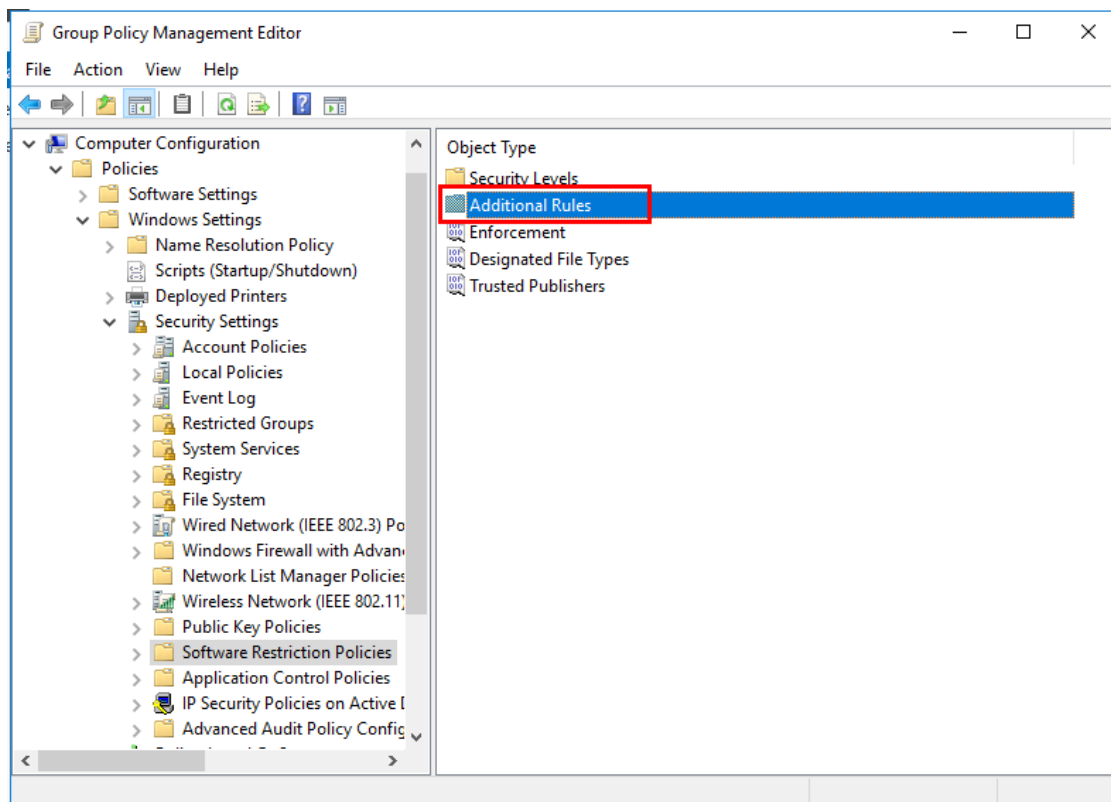 Group Policy Management Editor
File Action View Help
Computer Configuration
Policies
Software Settings
Windows Settings
Name Resolution Policy
Scripts (Startup/Shutdown)
Deployed Printers
Security Settings
Account Policies
Local Policies
Event Log
Restricted Groups
System Services
Registry
File System
Wired Network (IEEE 802.3) Po
Windows Firewall with Advan
Network List Manager Policies
Wireless Network (IEEE 802.11)
Public Key Policies
Software Restriction Policies
Application Control Policies
IP Security Policies on Active D
Advanced Audit Policy Config
Object Type
Security Levels
Additional Rules
Enforcement
Designated File Types
Trusted Publishers